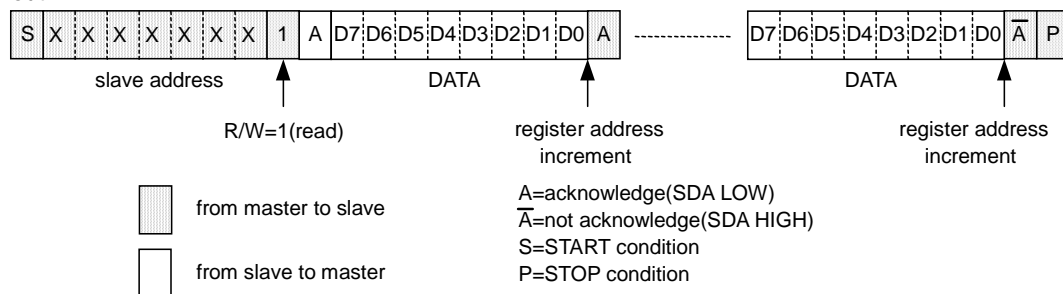 S X X X X X X X 1 A D7 D6 D5 D4 D3 D2 D1 D0 A D7 D6 D5 D4 D3 D2 D1 D0 A̅ P
slave address DATA DATA
R/W=1(read) register address register address
increment increment
from master to slave
from slave to master
A=acknowledge(SDA LOW)
A̅=not acknowledge(SDA HIGH)
S=START condition
P=STOP condition